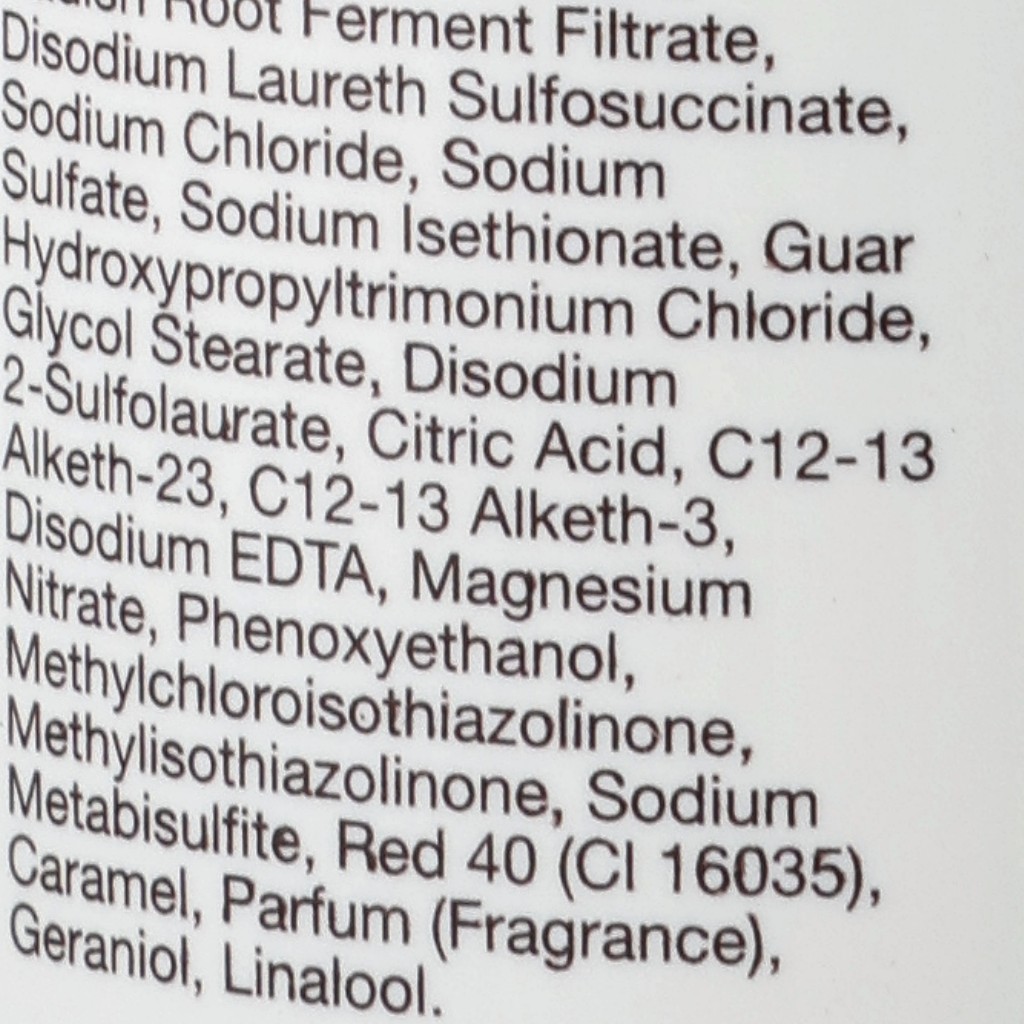 Root Ferment Filtrate,
Disodium Laureth Sulfosuccinate,
Sodium Chloride, Sodium
Sulfate, Sodium Isethionate, Guar
Hydroxypropyltrimonium Chloride,
Glycol Stearate, Disodium
2-Sulfolaurate, Citric Acid, C12-13
Alketh-23, C12-13 Alketh-3,
Disodium EDTA, Magnesium
Nitrate, Phenoxyethanol,
Methylchloroisothiazolinone,
Methylisothiazolinone, Sodium
Metabisulfite, Red 40 (CI 16035),
Caramel, Parfum (Fragrance),
Geraniol, Linalool.